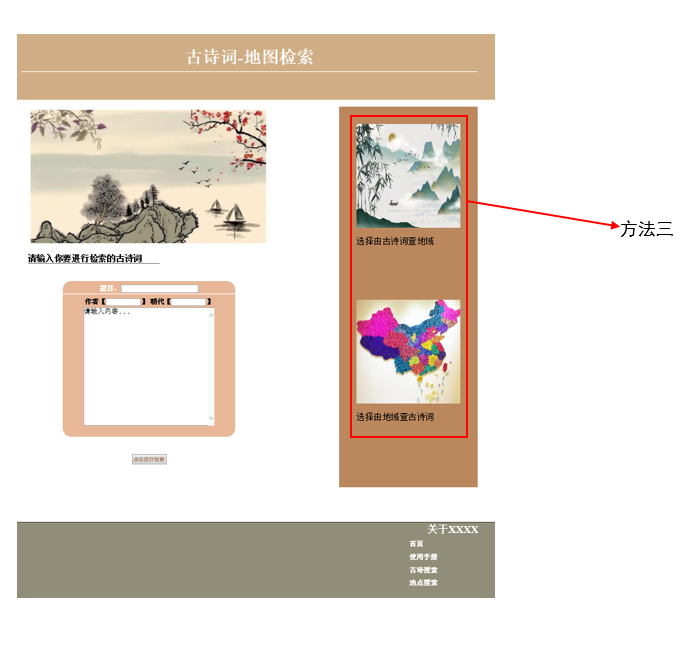 古诗词-地图检索
请输入你要进行检索的古诗词
题目:
作者【 】 朝代【 】
请输入内容...
点击进行检索
选择由古诗词查地域
选择由地域查古诗词
方法三
关于XXXX
首页
使用手册
古诗搜索
地点搜索